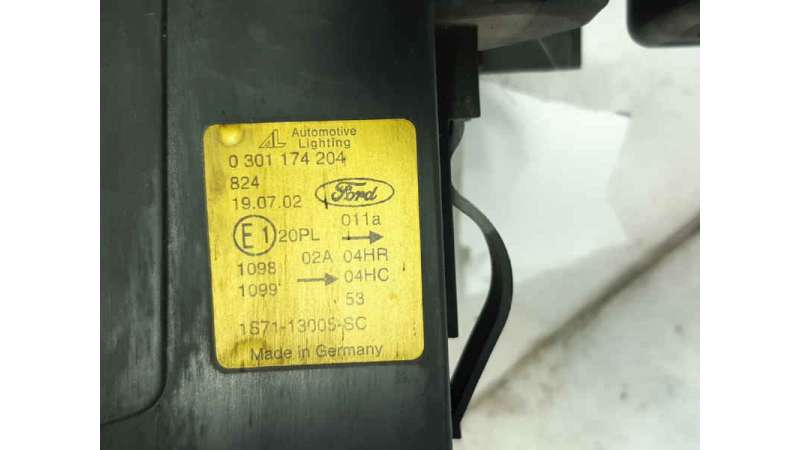 AL Automotive
Lighting
0 301 174 204
824
19.07.02 Ford
011a
E1 20PL →
02A 04HR
1098 → 04HC
1099
53
1S71-13005-SC
Made in Germany